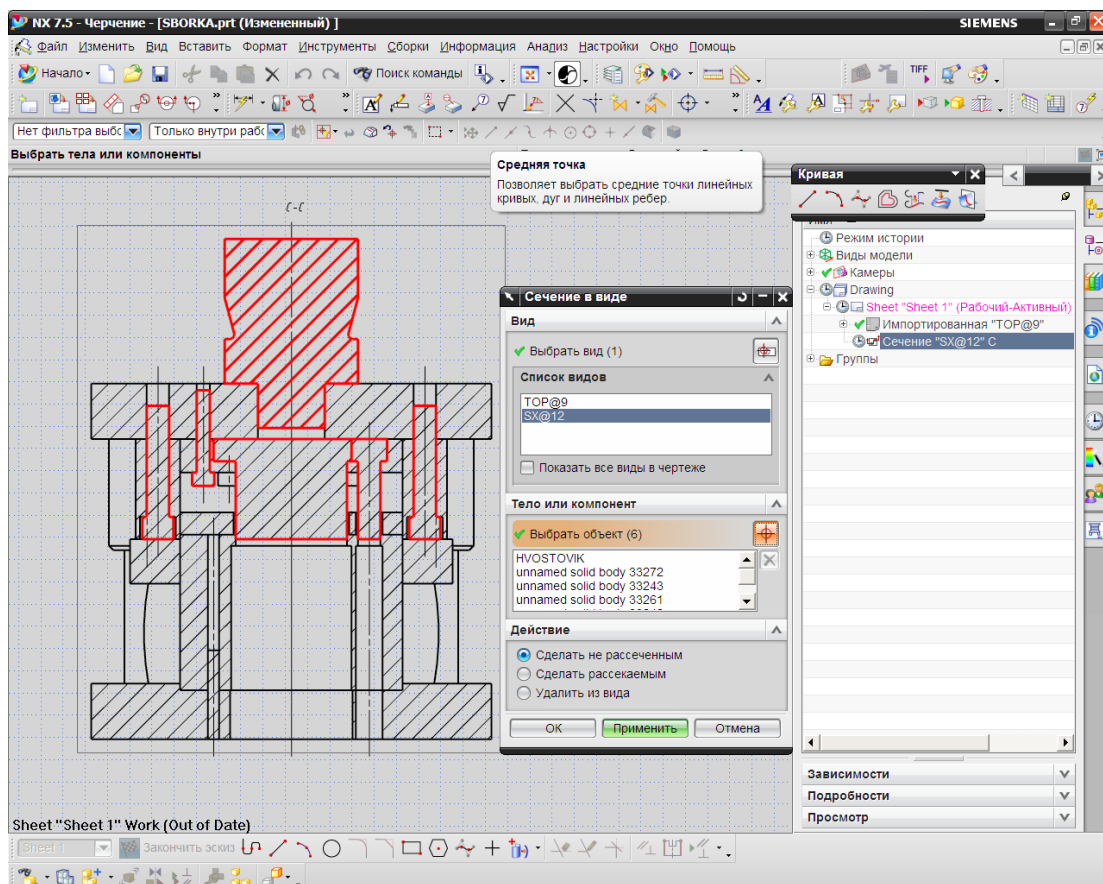 NX 7.5 - Черчение - [SBORKA.prt (Измененный) ]
SIEMENS
Файл Изменить Вид Вставить Формат Инструменты Сборки Информация Анализ Настройки Окно Помощь
Начало
Поиск команды
TIFF
Нет фильтра выбо
Только внутри рабо
Выбрать тела или компоненты
Средняя точка
Позволяет выбрать средние точки линейных
кривых, дуг и линейных ребер.
Кривая
C-C
Режим истории
Виды модели
Камеры
Drawing
Sheet "Sheet 1" (Рабочий-Активный)
Импортированная "TOP@9"
Сечение "SX@12" C
Группы
Сечение в виде
Вид
Выбрать вид (1)
Список видов
TOP@9
SX@12
Показать все виды в чертеже
Тело или компонент
Выбрать объект (6)
HVOSTOVIK
unnamed solid body 33272
unnamed solid body 33243
unnamed solid body 33261
Действие
Сделать не рассеченным
Сделать рассекаемым
Удалить из вида
ОК
Применить
Отмена
Зависимости
Подробности
Просмотр
Sheet "Sheet 1" Work (Out of Date)
Sheet 1
Закончить эскиз